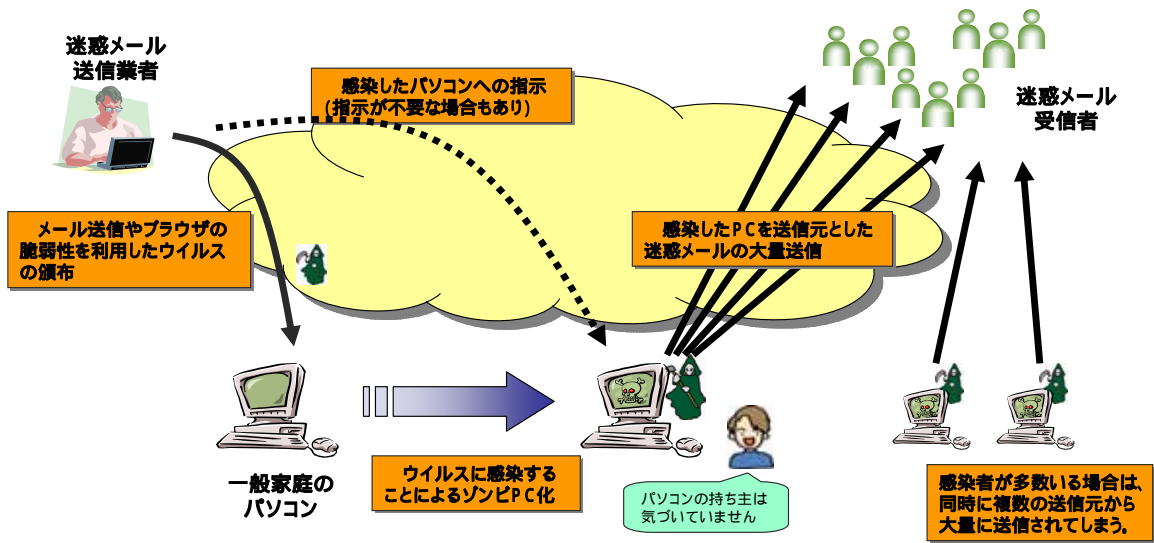 迷惑メール
送信業者
感染したパソコンへの指示
(指示が不要な場合もあり)
迷惑メール
受信者
メール送信やブラウザの
脆弱性を利用したウイルス
の頒布
感染したPCを送信元とした
迷惑メールの大量送信
一般家庭の
パソコン
ウイルスに感染する
ことによるゾンビPC化
パソコンの持ち主は
気づいていません
感染者が多数いる場合は、
同時に複数の送信元から
大量に送信されてしまう。